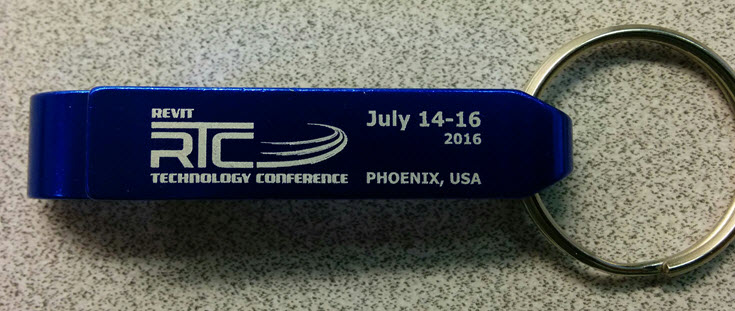 REVIT
RTC
TECHNOLOGY CONFERENCE
July 14-16
2016
PHOENIX, USA